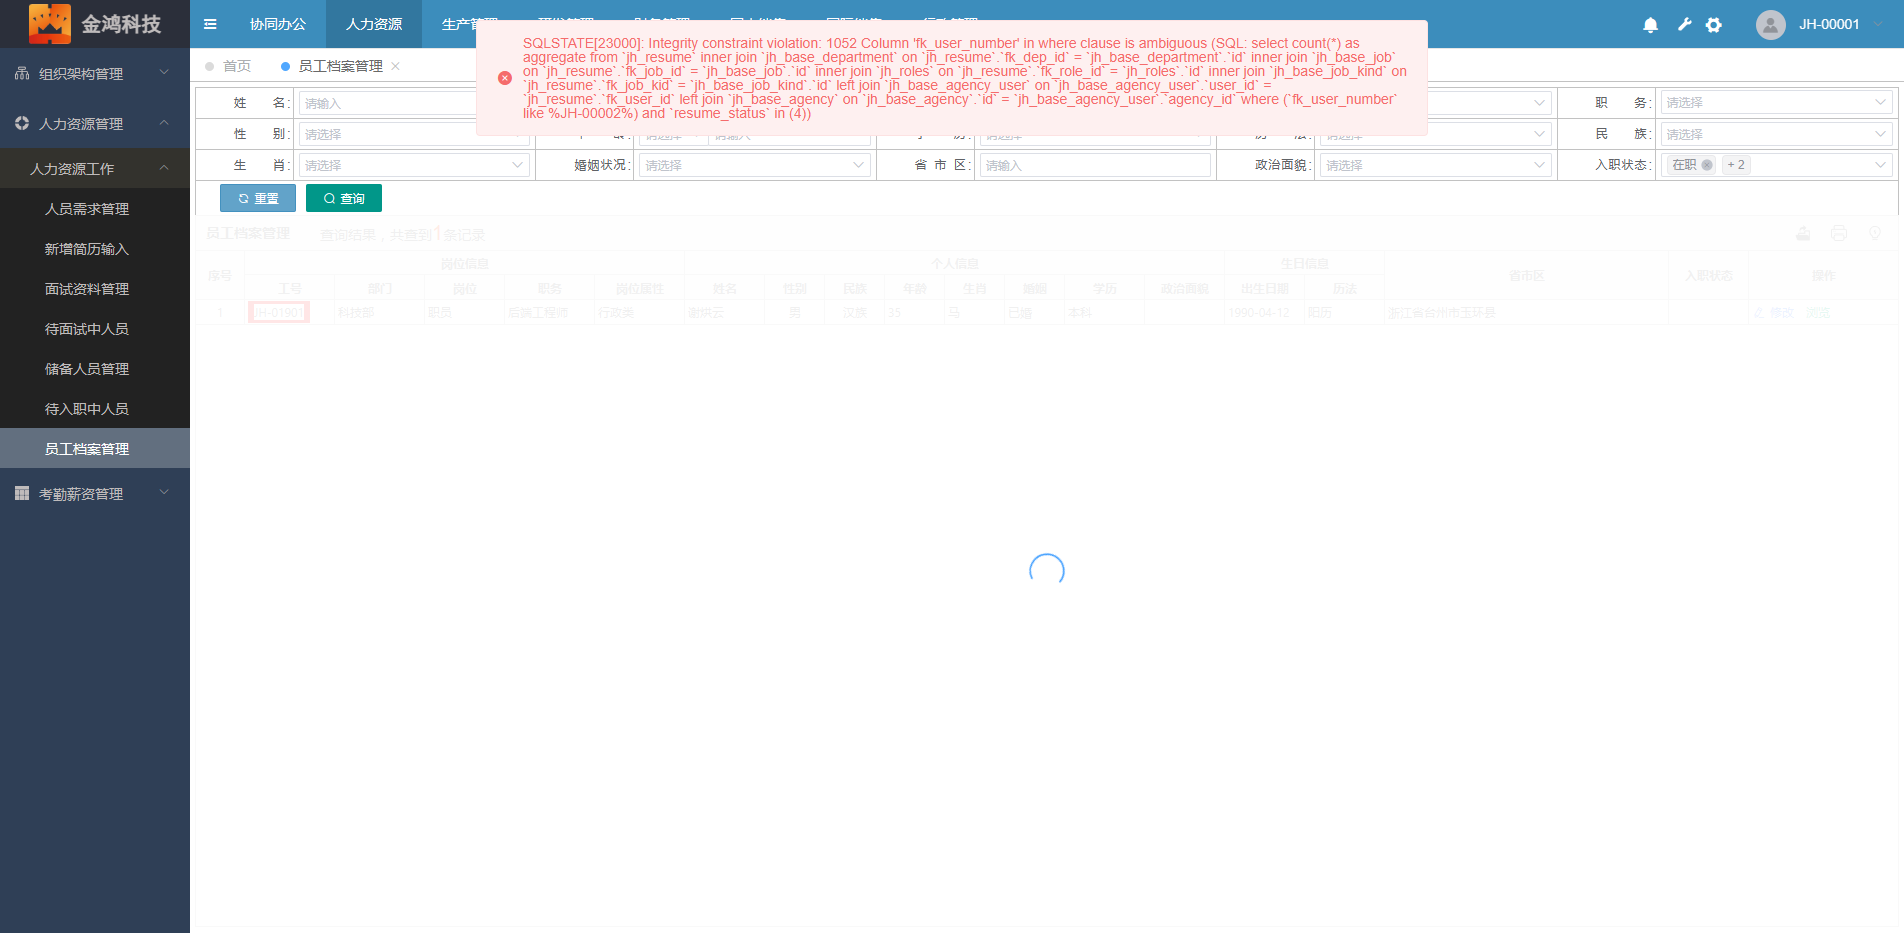 金鸿科技
协同办公
人力资源
生产管理
JH-00001
SQLSTATE[23000]: Integrity constraint violation: 1052 Column 'fk_user_number' in where clause is ambiguous (SQL: select count(*) as
aggregate from `jh_resume` inner join `jh_base_department` on `jh_resume`.`fk_dep_id` = `jh_base_department`.`id` inner join `jh_base_job`
on `jh_resume`.`fk_job_id` = `jh_base_job`.`id` inner join `jh_roles` on `jh_resume`.`fk_role_id` = `jh_roles`.`id` inner join `jh_base_job_kind` on
`jh_resume`.`fk_job_kid` = `jh_base_job_kind`.`id` left join `jh_base_agency_user` on `jh_base_agency_user`.`user_id` =
`jh_resume`.`fk_user_id` left join `jh_base_agency` on `jh_base_agency`.`id` = `jh_base_agency_user`.`agency_id` where (`fk_user_number`
like %JH-00002%) and `resume_status` in (4))
组织架构管理
人力资源管理
人力资源工作
人员需求管理
新增简历输入
面试资料管理
待面试中人员
储备人员管理
待入职中人员
员工档案管理
考勤薪资管理
首页
员工档案管理
姓 名: 请输入
职 务: 请选择
性 别: 请选择
民 族: 请选择
生 肖: 请选择 婚姻状况: 请选择 省 市 区: 请输入 政治面貌: 请选择 入职状态: 在职 + 2
重置 查询
员工档案管理 查询结果，共查到1条记录
序号 岗位信息 个人信息 生日信息 省市区 入职状态 操作
工号 部门 岗位 职务 岗位属性 姓名 性别 民族 年龄 生肖 婚姻 学历 政治面貌 出生日期 历法
1 JH-01901 科技部 职员 后端工程师 行政类 谢洪云 男 汉族 35 马 已婚 本科 1990-04-12 阳历 浙江省台州市玉环县 修改 浏览